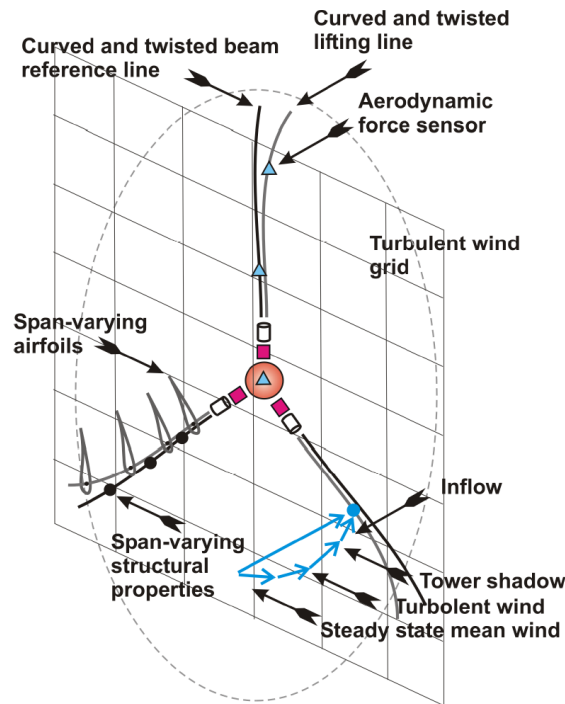 Curved and twisted
lifting line
Curved and twisted beam
reference line
Aerodynamic
force sensor
Turbulent wind
grid
Span-varying
airfoils
Inflow
Span-varying
structural
properties
Tower shadow
Turbolent wind
Steady state mean wind